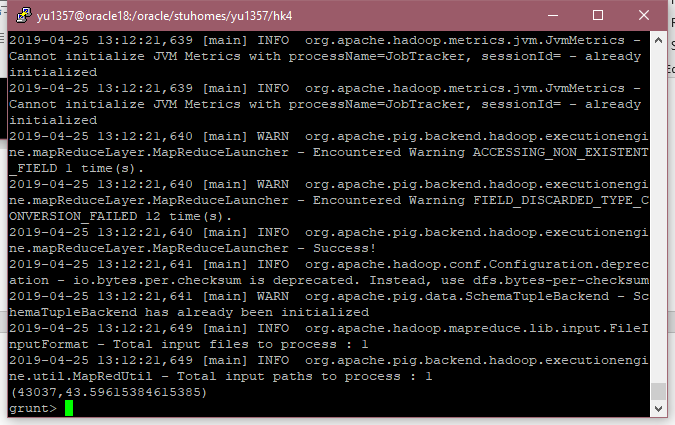 yu1357@oracle18:/oracle/stuhomes/yu1357/hk4
2019-04-25 13:12:21,639 [main] INFO  org.apache.hadoop.metrics.jvm.JvmMetrics -
Cannot initialize JVM Metrics with processName=JobTracker, sessionId= - already
initialized
2019-04-25 13:12:21,639 [main] INFO  org.apache.hadoop.metrics.jvm.JvmMetrics -
Cannot initialize JVM Metrics with processName=JobTracker, sessionId= - already
initialized
2019-04-25 13:12:21,640 [main] WARN  org.apache.pig.backend.hadoop.executionengi
ne.mapReduceLayer.MapReduceLauncher - Encountered Warning ACCESSING_NON_EXISTENT
_FIELD 1 time(s).
2019-04-25 13:12:21,640 [main] WARN  org.apache.pig.backend.hadoop.executionengi
ne.mapReduceLayer.MapReduceLauncher - Encountered Warning FIELD_DISCARDED_TYPE_C
ONVERSION_FAILED 12 time(s).
2019-04-25 13:12:21,640 [main] INFO  org.apache.pig.backend.hadoop.executionengi
ne.mapReduceLayer.MapReduceLauncher - Success!
2019-04-25 13:12:21,641 [main] INFO  org.apache.hadoop.conf.Configuration.deprec
ation - io.bytes.per.checksum is deprecated. Instead, use dfs.bytes-per-checksum
2019-04-25 13:12:21,641 [main] WARN  org.apache.pig.data.SchemaTupleBackend - Sc
hemaTupleBackend has already been initialized
2019-04-25 13:12:21,649 [main] INFO  org.apache.hadoop.mapreduce.lib.input.FileI
nputFormat - Total input files to process : 1
2019-04-25 13:12:21,649 [main] INFO  org.apache.pig.backend.hadoop.executionengi
ne.util.MapRedUtil - Total input paths to process : 1
(43037,43.59615384615385)
grunt>